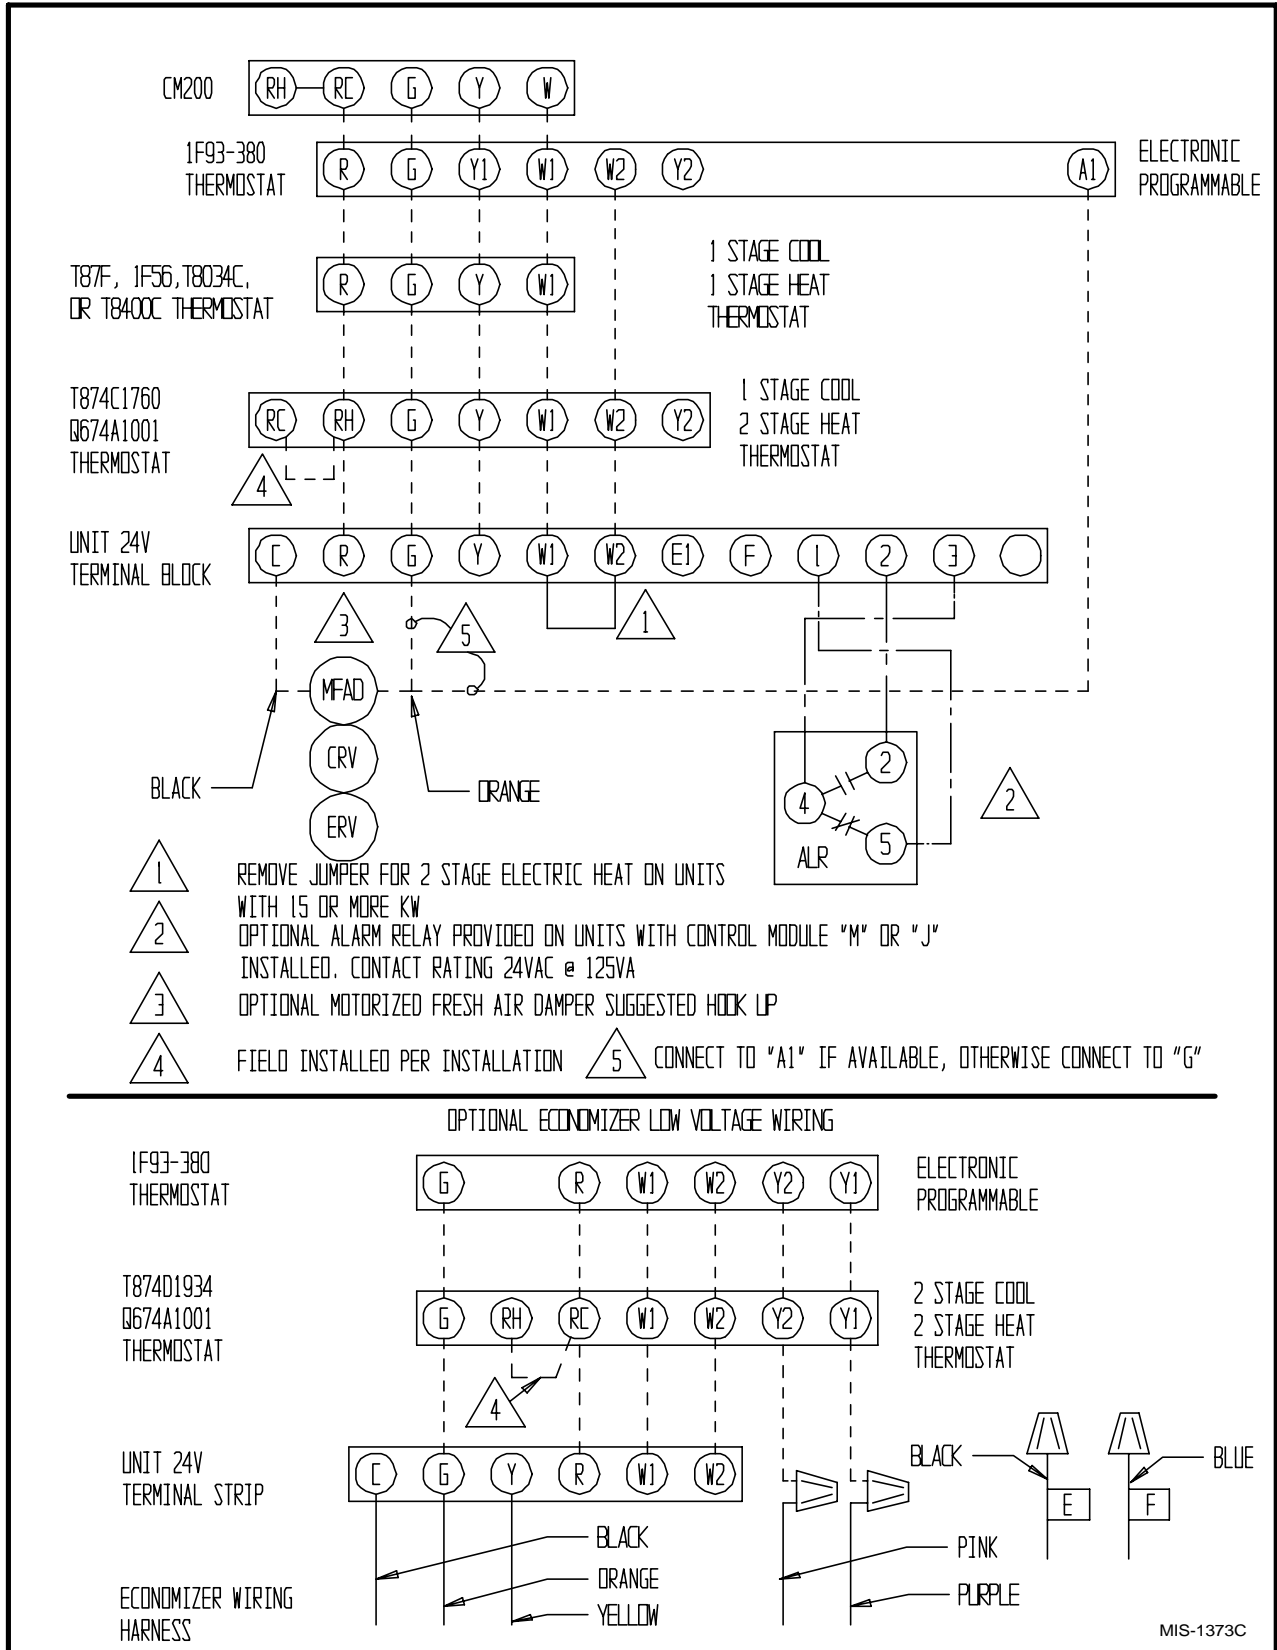 CM200
RH RC G Y W
1F93-380
THERMOSTAT
R G Y1 W1 W2 Y2 A1
ELECTRONIC
PROGRAMMABLE
T87F, 1F56,T8034C,
OR T8400C THERMOSTAT
R G Y W1
1 STAGE COOL
1 STAGE HEAT
THERMOSTAT
T874C1760
Q674A1001
THERMOSTAT
RC RH G Y W1 W2 Y2
1 STAGE COOL
2 STAGE HEAT
THERMOSTAT
4
UNIT 24V
TERMINAL BLOCK
C R G Y W1 W2 E1 F 1 2 3
3
5
1
MFAD
CRV
ERV
BLACK
ORANGE
2
4
5
ALR
2
1 REMOVE JUMPER FOR 2 STAGE ELECTRIC HEAT ON UNITS
WITH 15 OR MORE KW
2 OPTIONAL ALARM RELAY PROVIDED ON UNITS WITH CONTROL MODULE "M" OR "J"
INSTALLED. CONTACT RATING 24VAC @ 125VA
3 OPTIONAL MOTORIZED FRESH AIR DAMPER SUGGESTED HOOK UP
4 FIELD INSTALLED PER INSTALLATION 5 CONNECT TO "A1" IF AVAILABLE, OTHERWISE CONNECT TO "G"
OPTIONAL ECONOMIZER LOW VOLTAGE WIRING
1F93-380
THERMOSTAT
G R W1 W2 Y2 Y1
ELECTRONIC
PROGRAMMABLE
T874D1934
Q674A1001
THERMOSTAT
G RH RC W1 W2 Y2 Y1
2 STAGE COOL
2 STAGE HEAT
THERMOSTAT
4
UNIT 24V
TERMINAL STRIP
C G Y R W1 W2
BLACK
BLUE
E F
BLACK
ORANGE
YELLOW
PINK
PURPLE
ECONOMIZER WIRING
HARNESS
MIS-1373C